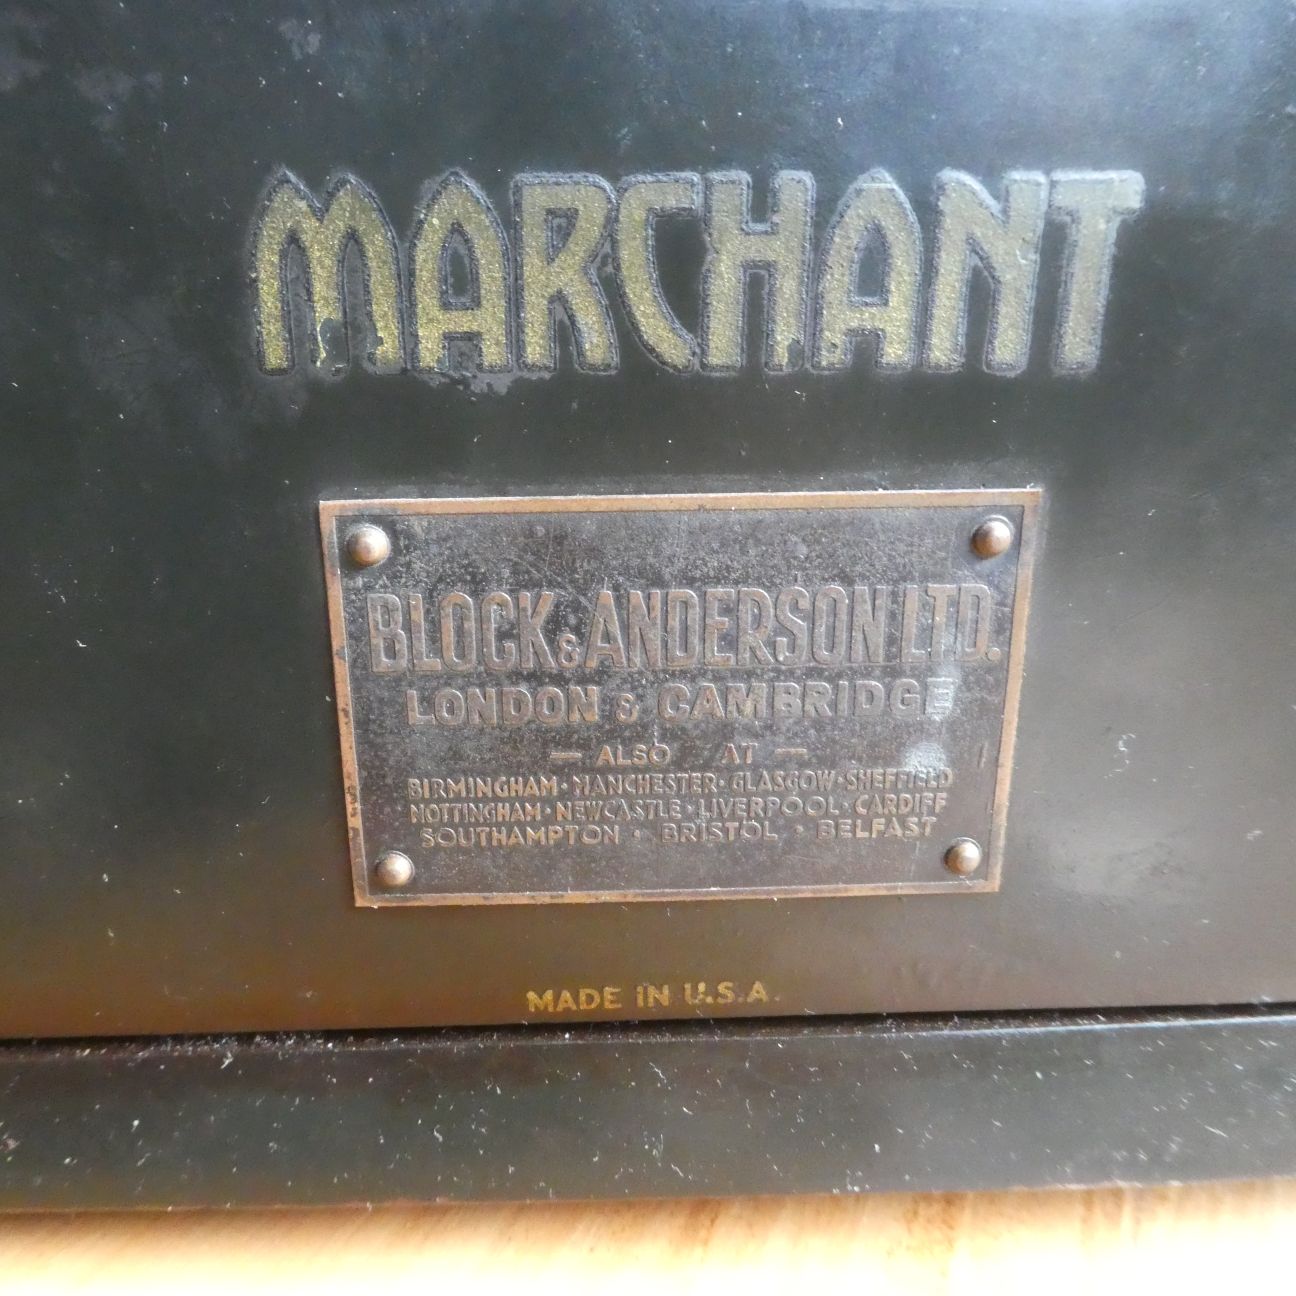 MARCHANT
BLOCK & ANDERSON LTD.
LONDON & CAMBRIDGE
— ALSO AT —
BIRMINGHAM · MANCHESTER · GLASGOW · SHEFFIELD
NOTTINGHAM · NEWCASTLE · LIVERPOOL · CARDIFF
SOUTHAMPTON · BRISTOL · BELFAST
MADE IN U.S.A.